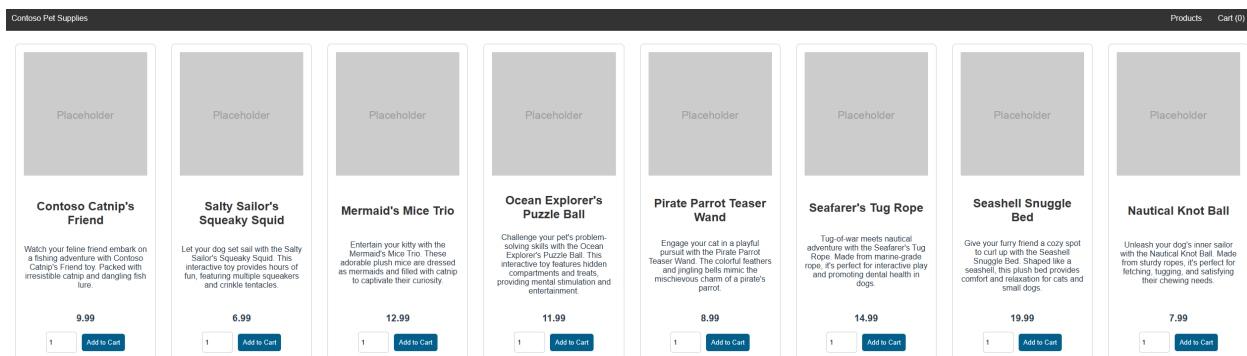 Contoso Pet Supplies
Products
Cart (0)
Placeholder
Contoso Catnip's
Friend
Watch your feline friend embark on
a fishing adventure with Contoso
Catnip's Friend toy. Packed with
irresistible catnip and dangling fish
lure.
9.99
1
Add to Cart
Placeholder
Salty Sailor's
Squeaky Squid
Let your dog set sail with the Salty
Sailor's Squeaky Squid. This
interactive toy provides hours of
fun, featuring multiple squeakers
and crinkle tentacles.
6.99
1
Add to Cart
Placeholder
Mermaid's Mice Trio
Entertain your kitty with the
Mermaid's Mice Trio. These
adorable plush mice are dressed
as mermaids and filled with catnip
to captivate their curiosity.
12.99
1
Add to Cart
Placeholder
Ocean Explorer's
Puzzle Ball
Challenge your pet's problem-
solving skills with the Ocean
Explorer's Puzzle Ball. This
interactive toy features hidden
compartments and treats,
providing mental stimulation and
entertainment.
11.99
1
Add to Cart
Placeholder
Pirate Parrot Teaser
Wand
Engage your cat in a playful
pursuit with the Pirate Parrot
Teaser Wand. The colorful feathers
and jingling bells mimic the
mischievous charm of a pirate's
parrot.
8.99
1
Add to Cart
Placeholder
Seafarer's Tug Rope
Tug-of-war meets nautical
adventure with the Seafarer's Tug
Rope. Made from marine-grade
rope, it's perfect for interactive play
and promoting dental health in
dogs.
14.99
1
Add to Cart
Placeholder
Seashell Snuggle
Bed
Give your furry friend a cozy spot
to curl up with the Seashell
Snuggle Bed. Shaped like a
seashell, this plush bed provides
comfort and relaxation for cats and
small dogs.
19.99
1
Add to Cart
Placeholder
Nautical Knot Ball
Unleash your dog's inner sailor
with the Nautical Knot Ball. Made
from sturdy ropes, it's perfect for
fetching, tugging, and satisfying
their chewing needs.
7.99
1
Add to Cart